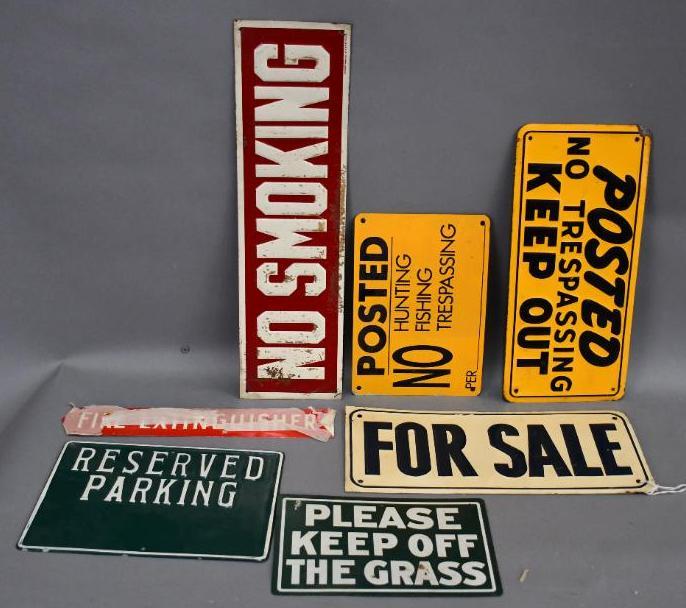 NO SMOKING
POSTED
NO
HUNTING
FISHING
TRESPASSING
PER
POSTED
NO TRESPASSING
KEEP OUT
FIRE EXTINGUISHER
FOR SALE
RESERVED
PARKING
PLEASE
KEEP OFF
THE GRASS